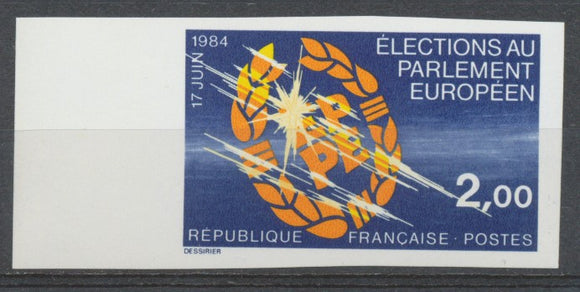 17 JUIN 1984
ÉLECTIONS AU
PARLEMENT
EUROPÉEN
2,00
RÉPUBLIQUE FRANÇAISE · POSTES
DESSIRIER